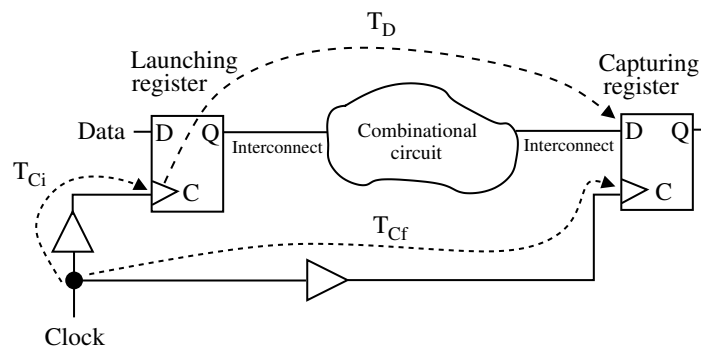 T_D
Launching
register
Capturing
register
Data
D
Q
Interconnect
Combinational
circuit
Interconnect
D
Q
T_Ci
C
C
T_Cf
Clock